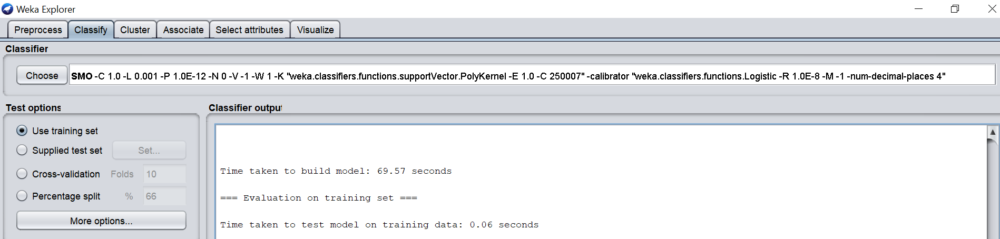 Weka Explorer
Preprocess Classify Cluster Associate Select attributes Visualize
Classifier
Choose SMO -C 1.0 -L 0.001 -P 1.0E-12 -N 0 -V -1 -W 1 -K "weka.classifiers.functions.supportVector.PolyKernel -E 1.0 -C 250007" -calibrator "weka.classifiers.functions.Logistic -R 1.0E-8 -M -1 -num-decimal-places 4"
Test options
Use training set
Supplied test set Set...
Cross-validation Folds 10
Percentage split % 66
More options...
Classifier output
Time taken to build model: 69.57 seconds
=== Evaluation on training set ===
Time taken to test model on training data: 0.06 seconds